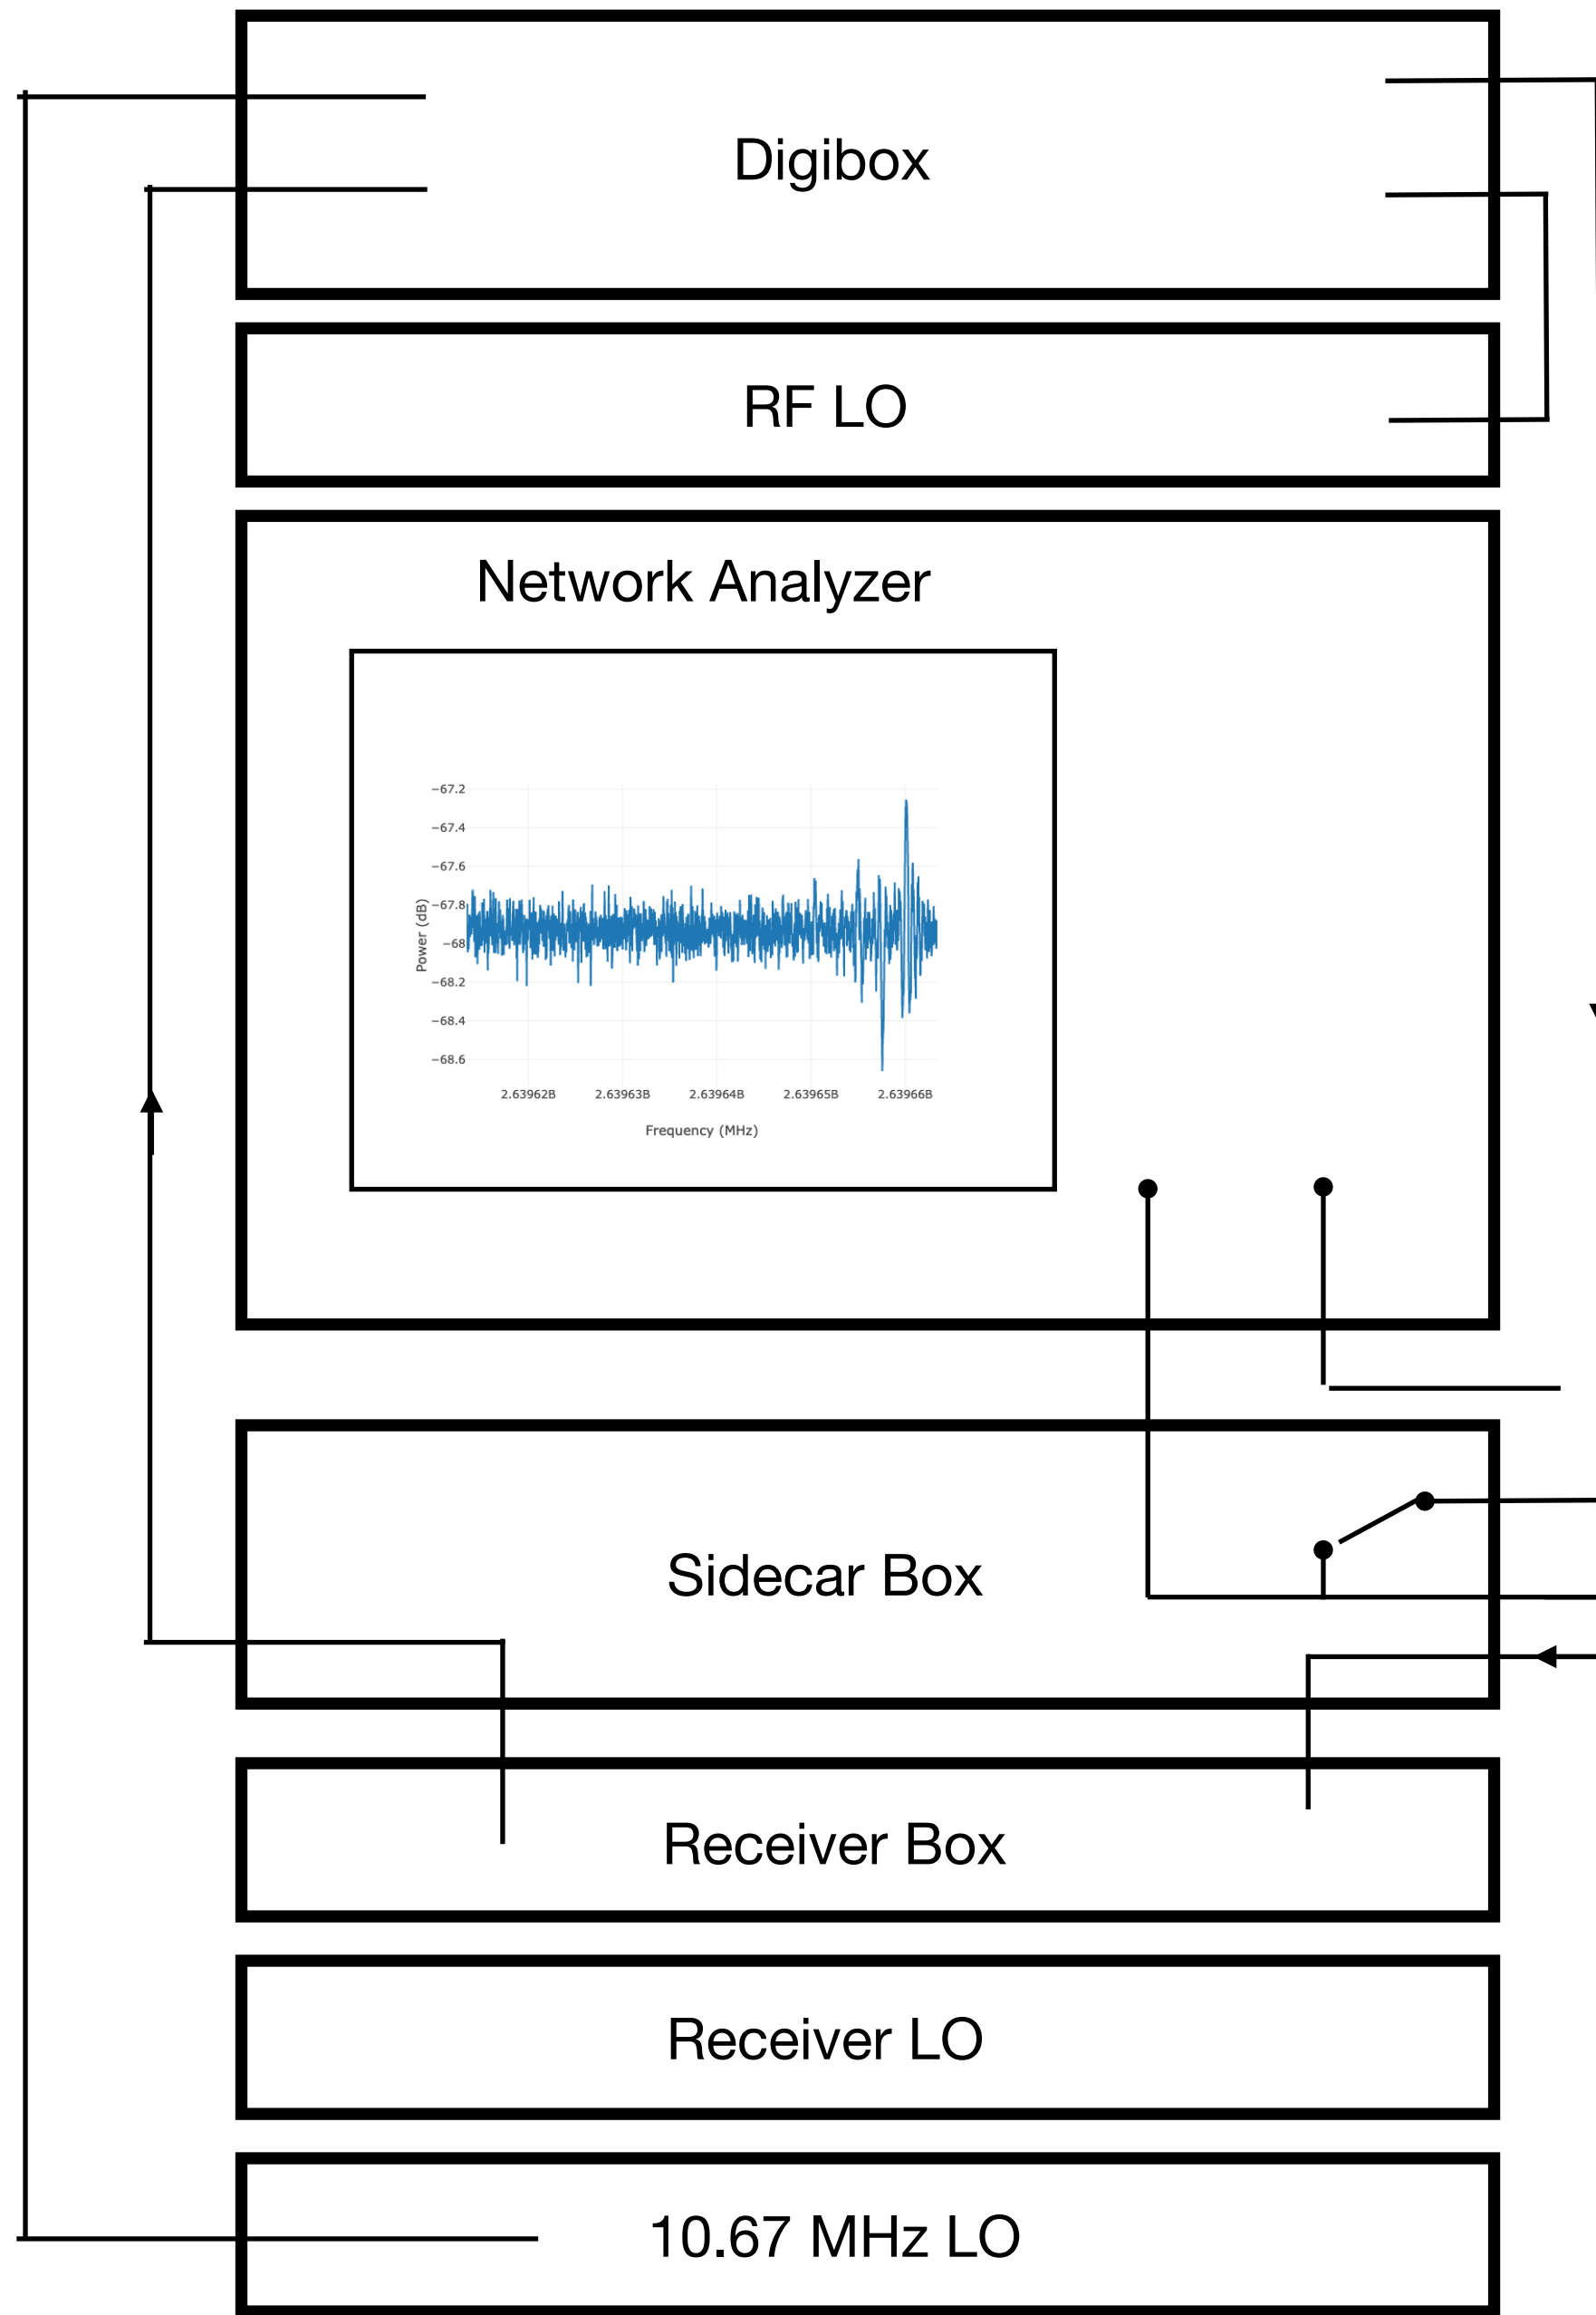 Digibox
RF LO
Network Analyzer
−67.2
−67.4
−67.6
−67.8
−68
−68.2
−68.4
−68.6
Power (dB)
2.63962B 2.63963B 2.63964B 2.63965B 2.63966B
Frequency (MHz)
Sidecar Box
Receiver Box
Receiver LO
10.67 MHz LO